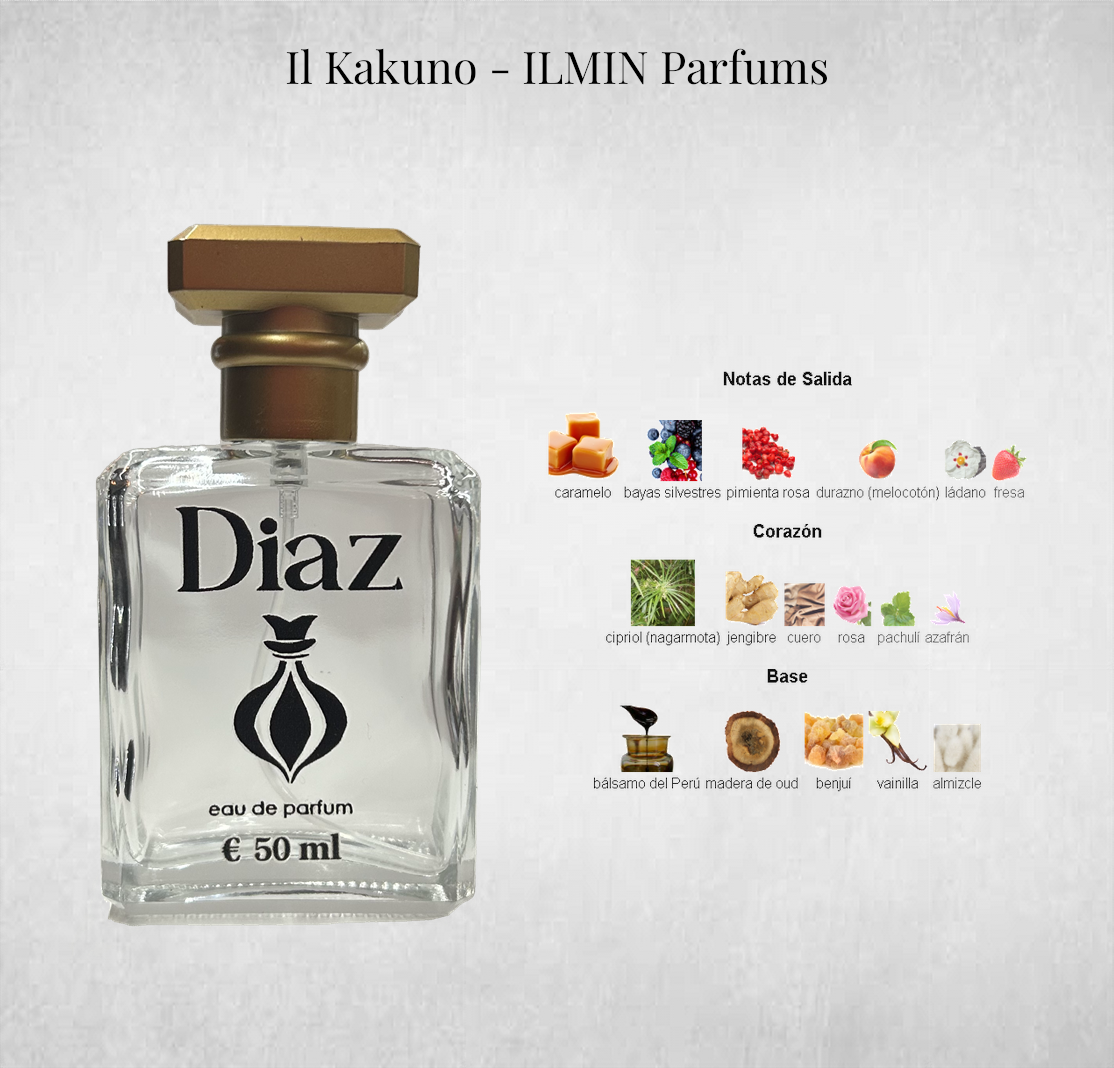 Il Kakuno - ILMIN Parfums
Diaz
eau de parfum
€ 50 ml
Notas de Salida
caramelo bayas silvestres pimienta rosa durazno (melocotón) ládano fresa
Corazón
cipriol (nagarmota) jengibre cuero rosa pachulí azafrán
Base
bálsamo del Perú madera de oud benjuí vainilla almizcle